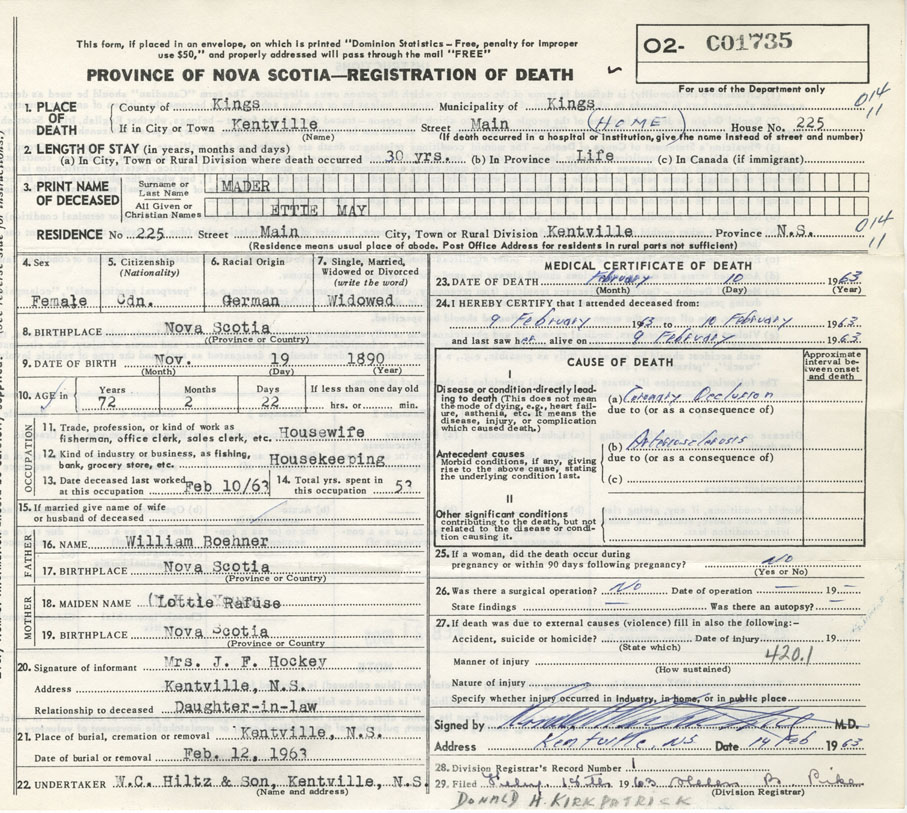 This form, if placed in an envelope, on which is printed "Dominion Statistics – Free, penalty for improper
use $50," and properly addressed will pass through the mail "FREE"
PROVINCE OF NOVA SCOTIA—REGISTRATION OF DEATH
O2- C01735
For use of the Department only
014
11
1. PLACE OF DEATH
County of Kings Municipality of Kings
If in City or Town Kentville Street Main (HOME) House No. 225
(Name) (If death occurred in a hospital or Institution, give the name instead of street and number)
2. LENGTH OF STAY (in years, months and days)
(a) In City, Town or Rural Division where death occurred 30 yrs. (b) In Province Life (c) In Canada (if immigrant)
3. PRINT NAME OF DECEASED
Surname or Last Name MADER
All Given or Christian Names ETTIE MAY
RESIDENCE No 225 Street Main City, Town or Rural Division Kentville Province N.S.
014
11
(Residence means usual place of abode. Post Office Address for residents in rural parts not sufficient)
4. Sex
Female
5. Citizenship (Nationality)
Cdn.
6. Racial Origin
German
7. Single, Married, Widowed or Divorced (write the word)
Widowed
8. BIRTHPLACE Nova Scotia
(Province or Country)
9. DATE OF BIRTH Nov. 19 1890
(Month) (Day) (Year)
10. AGE in Years 72 Months 2 Days 22 If less than one day old hrs. or min.
OCCUPATION
11. Trade, profession, or kind of work as fisherman, office clerk, sales clerk, etc. Housewife
12. Kind of industry or business, as fishing, bank, grocery store, etc. Housekeeping
13. Date deceased last worked at this occupation Feb 10/63
14. Total yrs. spent in this occupation 53
15. If married give name of wife or husband of deceased
FATHER
16. NAME William Boehner
17. BIRTHPLACE Nova Scotia
(Province or Country)
MOTHER
18. MAIDEN NAME Lottie Rafuse
19. BIRTHPLACE Nova Scotia
(Province or Country)
20. Signature of informant Mrs. J. F. Hockey
Address Kentville, N.S.
Relationship to deceased Daughter-in-law
21. Place of burial, cremation or removal Kentville, N.S.
Date of burial or removal Feb. 12, 1963
22 UNDERTAKER W.C. Hiltz & Son, Kentville, N.S.
(Name and address)
MEDICAL CERTIFICATE OF DEATH
23. DATE OF DEATH February 10 1963
(Month) (Day) (Year)
24. I HEREBY CERTIFY that I attended deceased from:
9 February 1963 to 10 February 1963
and last saw her alive on 9 February 1963
CAUSE OF DEATH
Approximate interval between onset and death
I
Disease or condition directly leading to death (This does not mean the mode of dying, e.g., heart failure, asthenia, etc. It means the disease, injury, or complication which caused death.)
(a) Coronary Occlusion
due to (or as a consequence of)
Antecedent causes
Morbid conditions, if any, giving rise to the above cause, stating the underlying condition last.
(b) Arteriosclerosis
due to (or as a consequence of)
(c)
II
Other significant conditions
contributing to the death, but not related to the disease or condition causing it.
25. If a woman, did the death occur during pregnancy or within 90 days following pregnancy? NO
(Yes or No)
26. Was there a surgical operation? NO Date of operation — 19 —
State findings — Was there an autopsy? —
27. If death was due to external causes (violence) fill in also the following:–
Accident, suicide or homicide? Date of injury 19
(State which)
420.1
Manner of injury
(How sustained)
Nature of injury
Specify whether injury occurred in industry, in home, or in public place
Signed by M.D.
Address Kentville, NS Date 14 Feb 1963
28. Division Registrar's Record Number 1
29. Filed 14th 1963 Helen B. Pike
(Division Registrar)
DONALD H. KIRKPATRICK